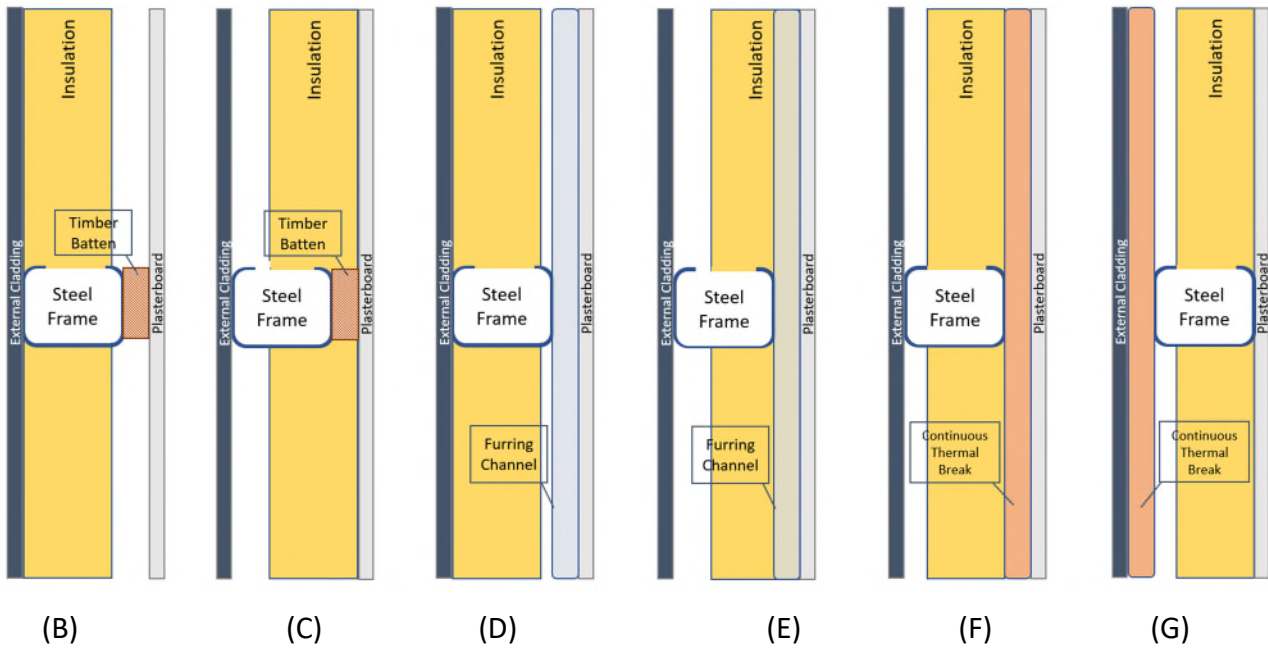 External Cladding
Insulation
Timber
Batten
Steel
Frame
Plasterboard
External Cladding
Insulation
Timber
Batten
Steel
Frame
Plasterboard
External Cladding
Insulation
Steel
Frame
Furring
Channel
Plasterboard
External Cladding
Insulation
Steel
Frame
Furring
Channel
Plasterboard
External Cladding
Insulation
Steel
Frame
Continuous
Thermal
Break
Plasterboard
External Cladding
Insulation
Steel
Frame
Continuous
Thermal
Break
Plasterboard
(B)
(C)
(D)
(E)
(F)
(G)